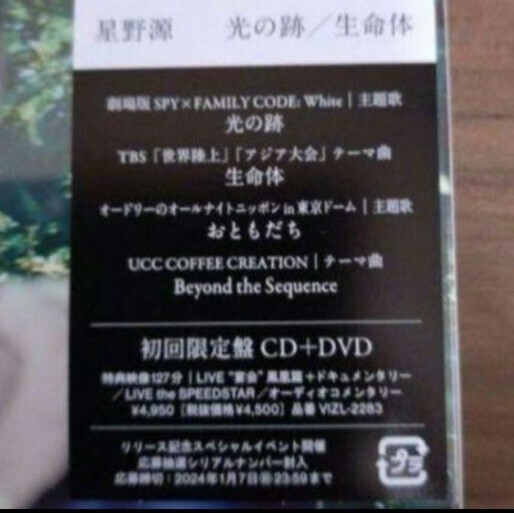 星野源　光の跡／生命体
劇場版 SPY×FAMILY CODE: White｜主題歌
光の跡
TBS「世界陸上」「アジア大会」テーマ曲
生命体
オードリーのオールナイトニッポン in 東京ドーム｜主題歌
おともだち
UCC COFFEE CREATION｜テーマ曲
Beyond the Sequence
初回限定盤 CD+DVD
特典映像127分｜LIVE "宴会" 鳳凰篇＋ドキュメンタリー
／LIVE the SPEEDSTAR／オーディオコメンタリー
¥4,950［税抜価格¥4,500］品番 VIZL-2283
リリース記念スペシャルイベント開催
応募抽選シリアルナンバー封入
応募締切：2024年1月7日㊐23:59まで
プラ